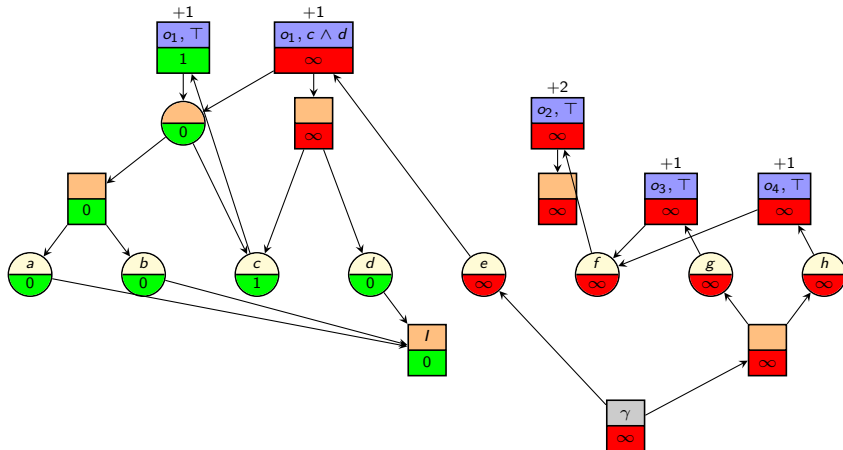 +1 +1
o₁, ⊤ o₁, c ∧ d
1 ∞
+2
o₂, ⊤
0 ∞ ∞
+1 +1
o₃, ⊤ o₄, ⊤
0 ∞ ∞ ∞
a b c d e f g h
0 0 1 0 ∞ ∞ ∞ ∞
I
0 ∞
γ
∞